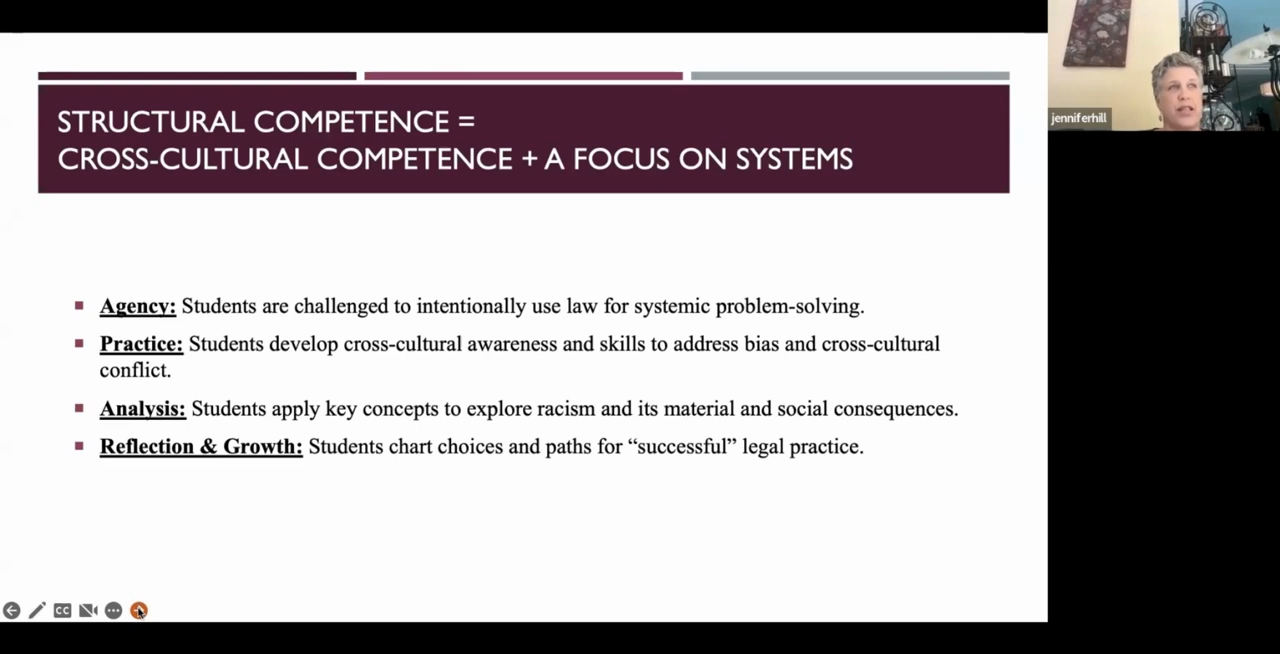 STRUCTURAL COMPETENCE =
CROSS-CULTURAL COMPETENCE + A FOCUS ON SYSTEMS
jenniferhill
Agency: Students are challenged to intentionally use law for systemic problem-solving.
Practice: Students develop cross-cultural awareness and skills to address bias and cross-cultural
conflict.
Analysis: Students apply key concepts to explore racism and its material and social consequences.
Reflection & Growth: Students chart choices and paths for “successful” legal practice.
CC